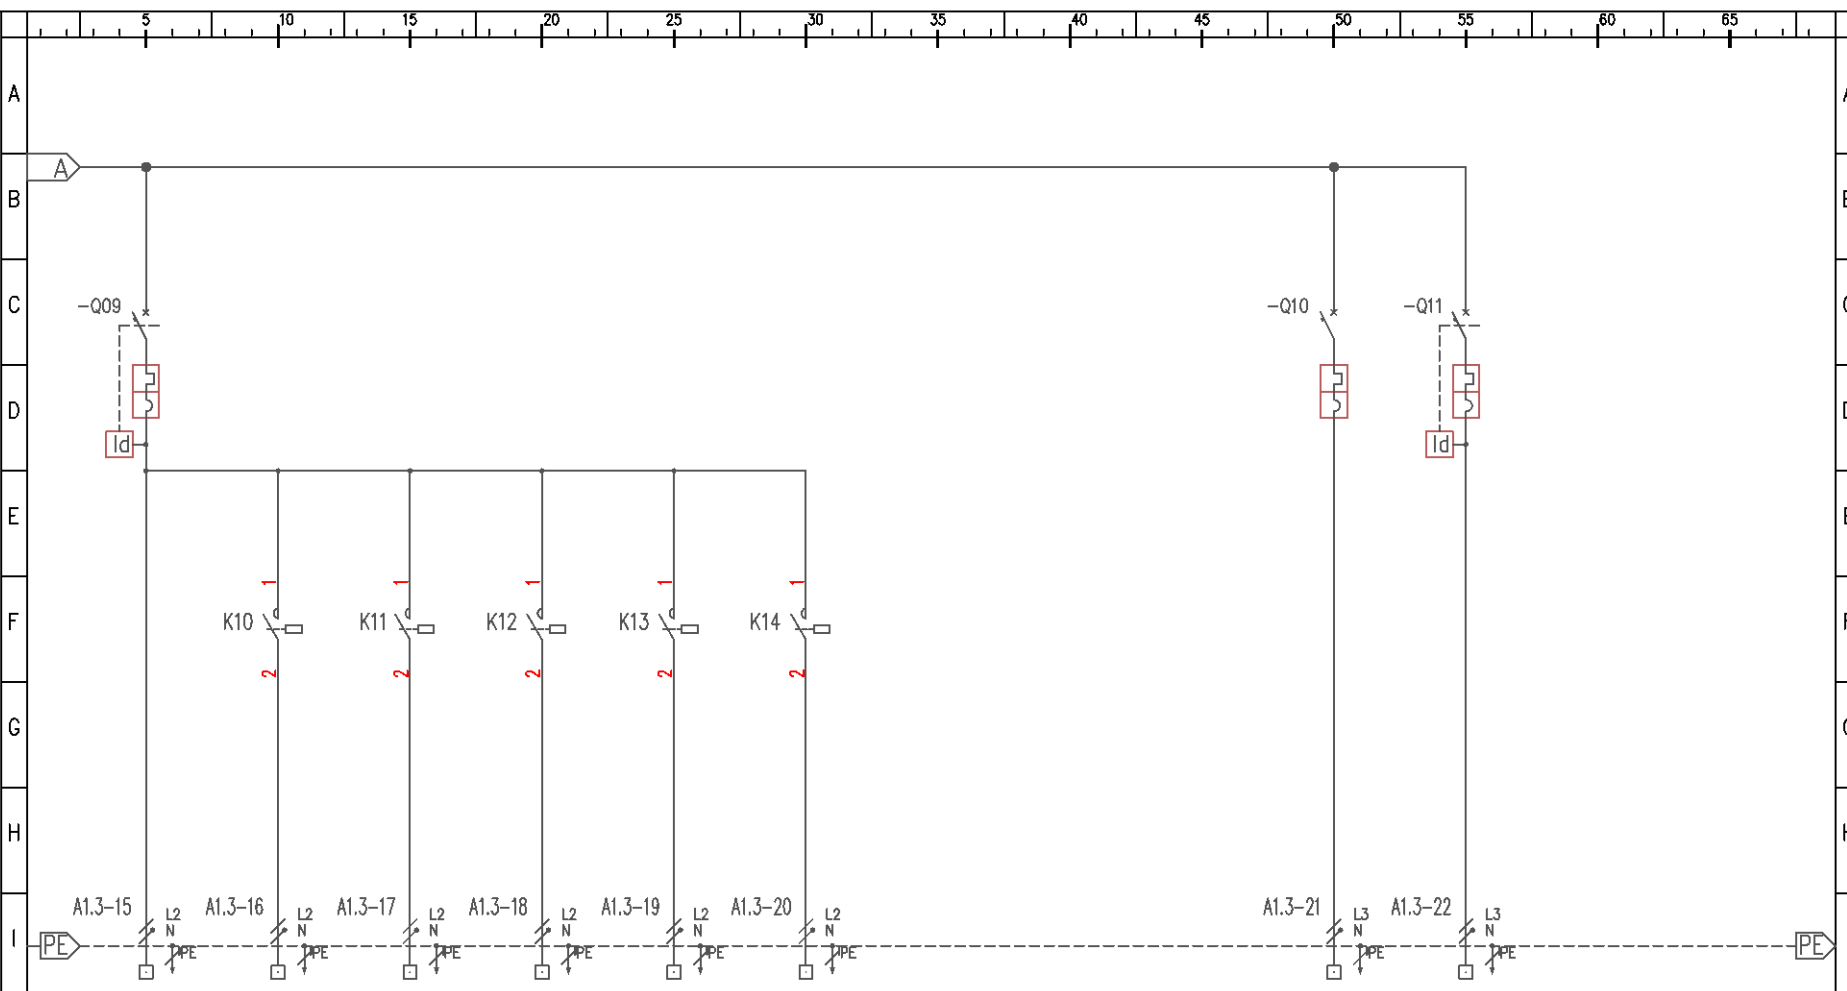 5 10 15 20 25 30 35 40 45 50 55 60 65
A
A
B
C
-Q09 -Q10 -Q11
D
Id Id
E
1 1 1 1 1
F
K10 K11 K12 K13 K14
2 2 2 2 2
G
H
A1.3-15 A1.3-16 A1.3-17 A1.3-18 A1.3-19 A1.3-20 A1.3-21 A1.3-22
L2 L2 L2 L2 L2 L2 L3 L3
N N N N N N N N
I
PE PE
PE PE PE PE PE PE PE PE